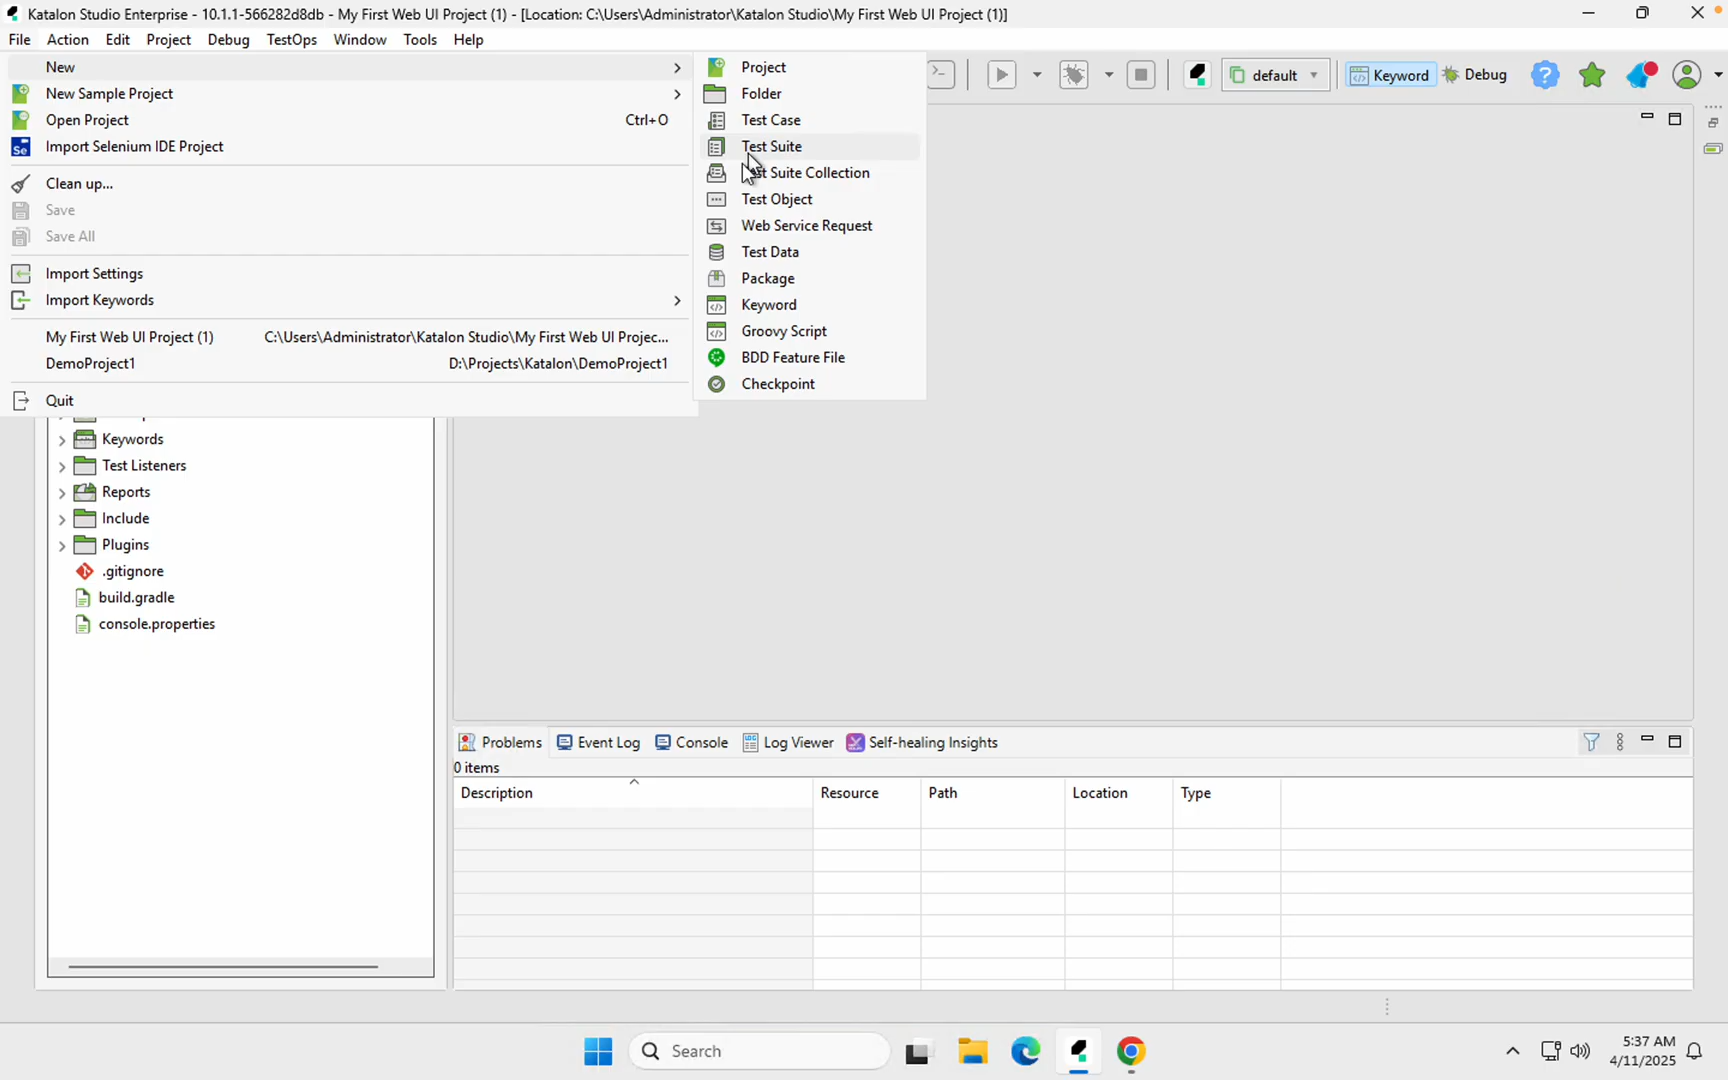 Katalon Studio Enterprise - 10.1.1-566282d8db - My First Web UI Project (1) - [Location: C:\Users\Administrator\Katalon Studio\My First Web UI Project (1)]
File Action Edit Project Debug TestOps Window Tools Help
New
New Sample Project
Open Project Ctrl+O
Import Selenium IDE Project
Clean up...
Save
Save All
Import Settings
Import Keywords
My First Web UI Project (1) C:\Users\Administrator\Katalon Studio\My First Web UI Projec...
DemoProject1 D:\Projects\Katalon\DemoProject1
Quit
Project
Folder
Test Case
Test Suite
Suite Collection
Test Object
Web Service Request
Test Data
Package
Keyword
Groovy Script
BDD Feature File
Checkpoint
default Keyword Debug
Keywords
Test Listeners
Reports
Include
Plugins
.gitignore
build.gradle
console.properties
Problems Event Log Console Log Viewer Self-healing Insights
0 items
Description Resource Path Location Type
Search
5:37 AM
4/11/2025